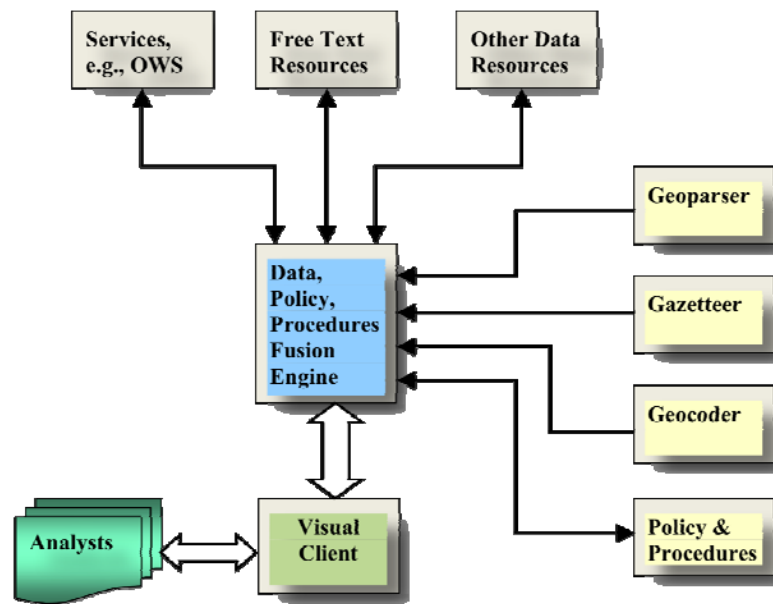 Services,
e.g., OWS
Free Text
Resources
Other Data
Resources
Geoparser
Data,
Policy,
Procedures
Fusion
Engine
Gazetteer
Geocoder
Analysts
Visual
Client
Policy &
Procedures